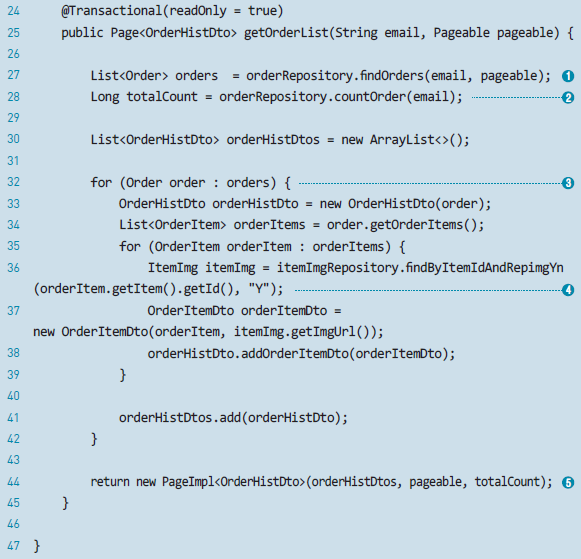 24 @Transactional(readOnly = true)
25 public Page<OrderHistDto> getOrderList(String email, Pageable pageable) {
26
27 List<Order> orders  = orderRepository.findOrders(email, pageable); ❶
28 Long totalCount = orderRepository.countOrder(email); ❷
29
30 List<OrderHistDto> orderHistDtos = new ArrayList<>();
31
32 for (Order order : orders) { ❸
33 OrderHistDto orderHistDto = new OrderHistDto(order);
34 List<OrderItem> orderItems = order.getOrderItems();
35 for (OrderItem orderItem : orderItems) {
36 ItemImg itemImg = itemImgRepository.findByItemIdAndRepimgYn
(orderItem.getItem().getId(), "Y"); ❹
37 OrderItemDto orderItemDto =
new OrderItemDto(orderItem, itemImg.getImgUrl());
38 orderHistDto.addOrderItemDto(orderItemDto);
39 }
40
41 orderHistDtos.add(orderHistDto);
42 }
43
44 return new PageImpl<OrderHistDto>(orderHistDtos, pageable, totalCount); ❺
45 }
46
47 }